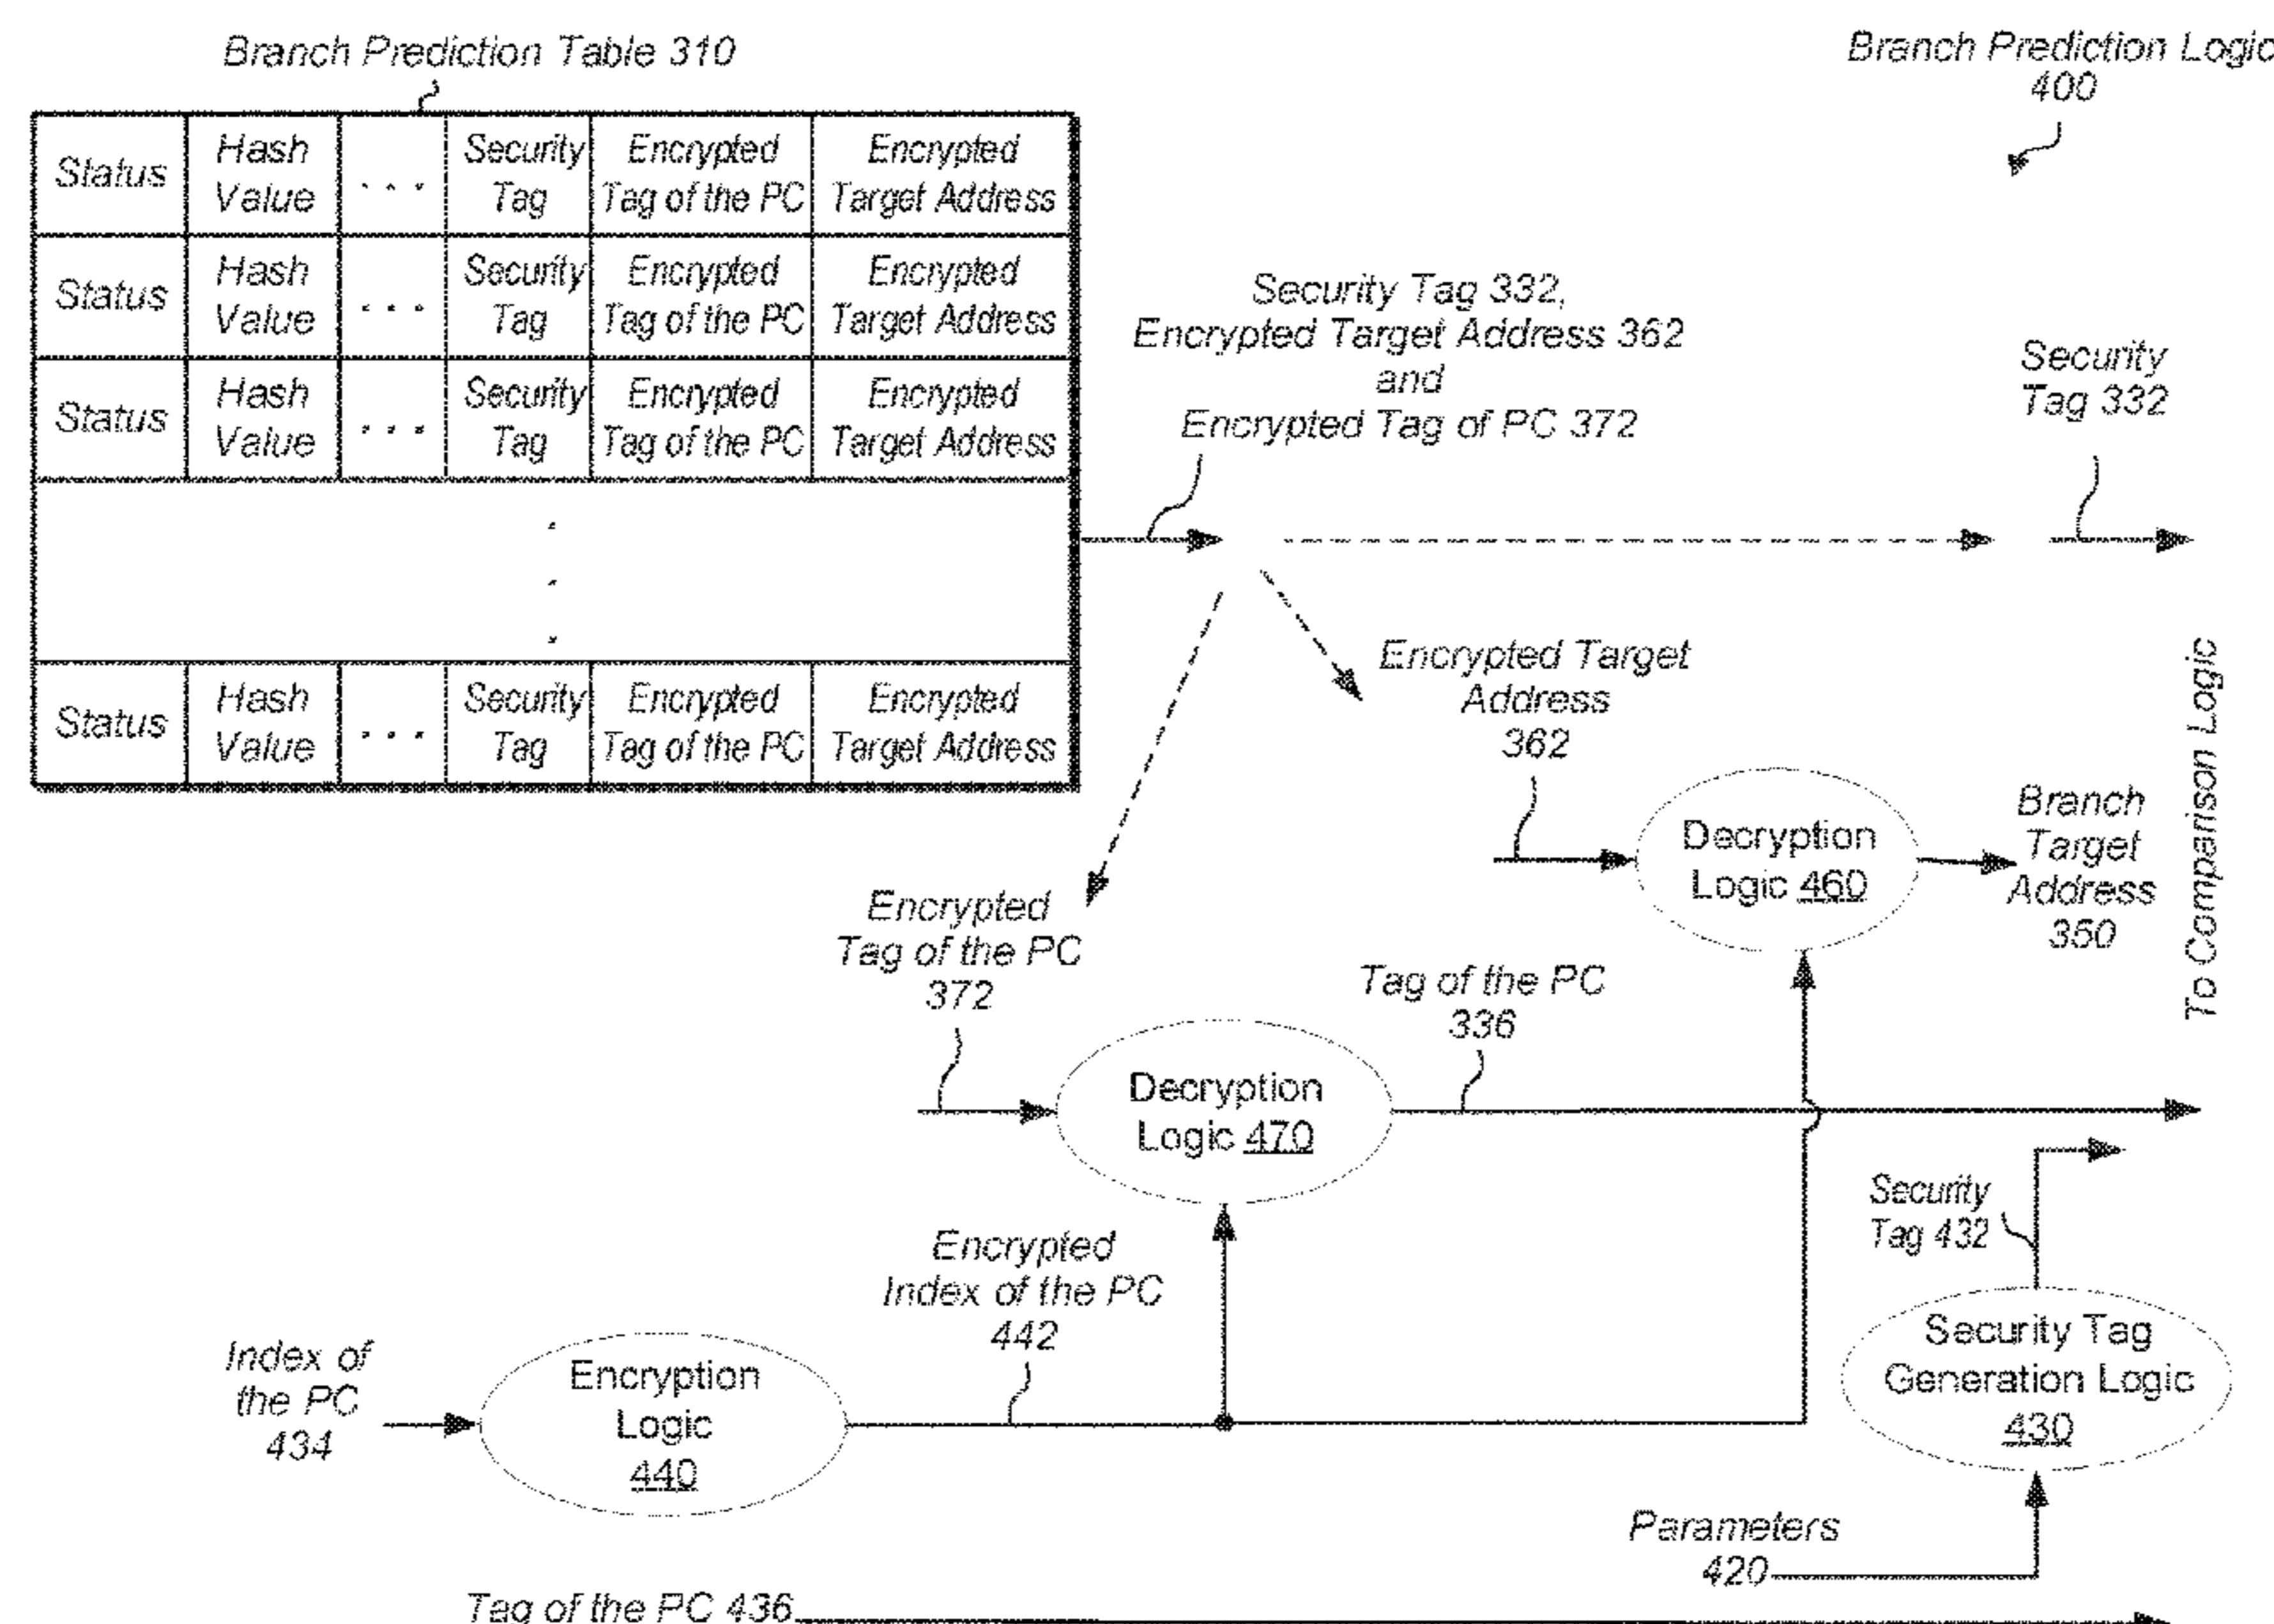 Branch Prediction Table 310
Branch Prediction Logic
400
Status
Hash
Value
. . .
Security
Tag
Encrypted
Tag of the PC
Encrypted
Target Address
Status
Hash
Value
. . .
Security
Tag
Encrypted
Tag of the PC
Encrypted
Target Address
Status
Hash
Value
. . .
Security
Tag
Encrypted
Tag of the PC
Encrypted
Target Address
.
.
.
Status
Hash
Value
. . .
Security
Tag
Encrypted
Tag of the PC
Encrypted
Target Address
Security Tag 332,
Encrypted Target Address 362
and
Encrypted Tag of PC 372
Security
Tag 332
Encrypted Target
Address
362
Decryption
Logic 460
Branch
Target
Address
350
To Comparison Logic
Encrypted
Tag of the PC
372
Decryption
Logic 470
Tag of the PC
336
Security
Tag 432
Encrypted
Index of the PC
442
Index of
the PC
434
Encryption
Logic
440
Security Tag
Generation Logic
430
Parameters
420
Tag of the PC 436